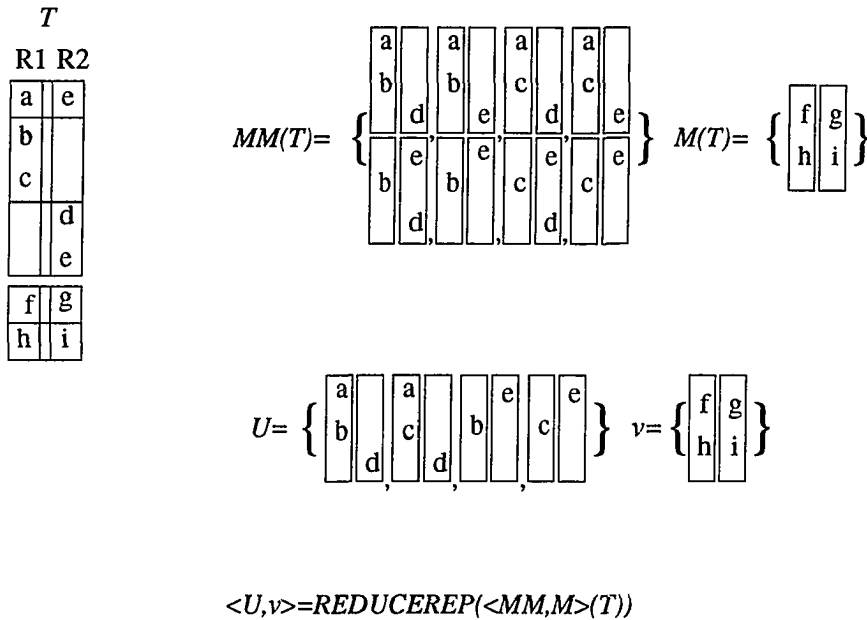 T
R1 R2
a e
b
c
d
e
f g
h i
MM(T)= { a b d, a b e, a c d, a c e
b e d, b e, c e d, c e } M(T)= { f g
h i }
U= { a b d, a c d, b e, c e } v= { f g
h i }
<U,v>=REDUCEREP(<MM,M>(T))